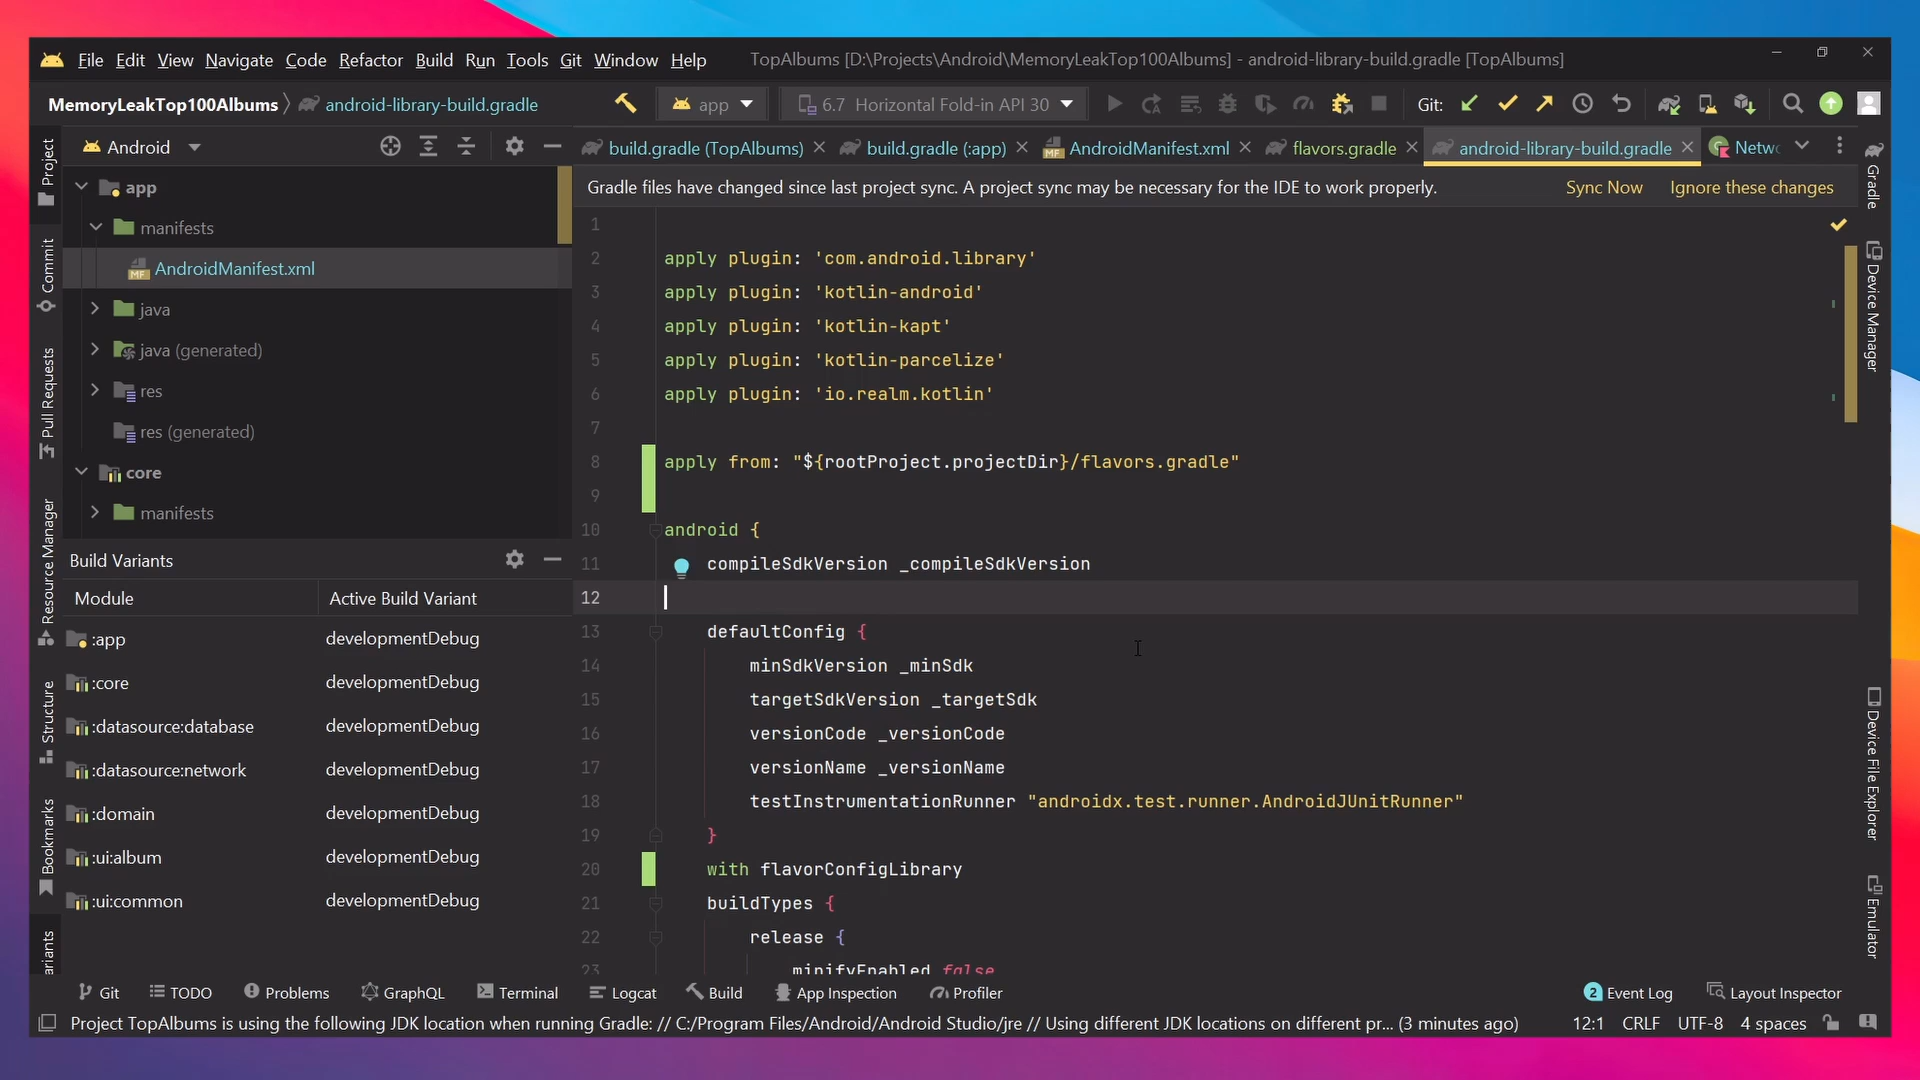 File Edit View Navigate Code Refactor Build Run Tools Git Window Help TopAlbums [D:\Projects\Android\MemoryLeakTop100Albums] - android-library-build.gradle [TopAlbums]
MemoryLeakTop100Albums android-library-build.gradle app 6.7 Horizontal Fold-in API 30 Git:
Android
build.gradle (TopAlbums) build.gradle (:app) AndroidManifest.xml flavors.gradle android-library-build.gradle Netwo
Gradle files have changed since last project sync. A project sync may be necessary for the IDE to work properly. Sync Now Ignore these changes
Project
Commit
Pull Requests
Resource Manager
Structure
Bookmarks
ariants
app
manifests
AndroidManifest.xml
java
java (generated)
res
res (generated)
core
manifests
Build Variants
Module Active Build Variant
:app developmentDebug
:core developmentDebug
:datasource:database developmentDebug
:datasource:network developmentDebug
:domain developmentDebug
:ui:album developmentDebug
:ui:common developmentDebug
1
2 apply plugin: 'com.android.library'
3 apply plugin: 'kotlin-android'
4 apply plugin: 'kotlin-kapt'
5 apply plugin: 'kotlin-parcelize'
6 apply plugin: 'io.realm.kotlin'
7
8 apply from: "${rootProject.projectDir}/flavors.gradle"
9
10 android {
11 compileSdkVersion _compileSdkVersion
12
13 defaultConfig {
14 minSdkVersion _minSdk
15 targetSdkVersion _targetSdk
16 versionCode _versionCode
17 versionName _versionName
18 testInstrumentationRunner "androidx.test.runner.AndroidJUnitRunner"
19 }
20 with flavorConfigLibrary
21 buildTypes {
22 release {
23 minifyEnabled false
Gradle
Device Manager
Device File Explorer
Emulator
Git TODO Problems GraphQL Terminal Logcat Build App Inspection Profiler 2 Event Log Layout Inspector
Project TopAlbums is using the following JDK location when running Gradle: // C:/Program Files/Android/Android Studio/jre // Using different JDK locations on different pr... (3 minutes ago) 12:1 CRLF UTF-8 4 spaces